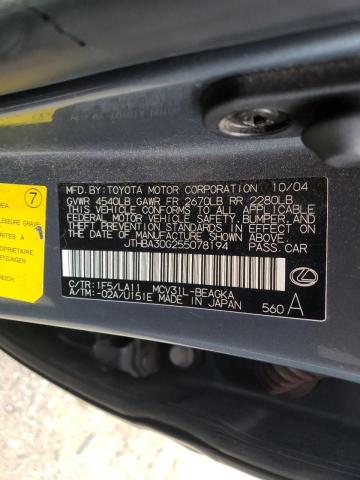 MFD. BY: TOYOTA MOTOR CORPORATION 10/04
GVWR 4540LB GAWR FR 2670LB RR 2280LB
THIS VEHICLE CONFORMS TO ALL APPLICABLE
FEDERAL MOTOR VEHICLE SAFETY, BUMPER, AND
THEFT PREVENTION STANDARDS IN EFFECT ON
THE DATE OF MANUFACTURE SHOWN ABOVE.
JTHBA30G255078194 PASS. CAR
C/TR: 1F5/LA11 MCV31L-BEAGKA
A/TM: -02A/U151E MADE IN JAPAN
560 A
7